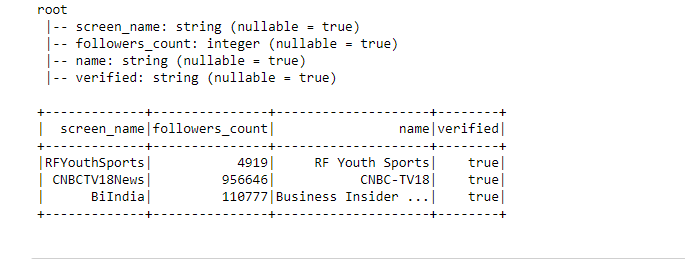 root
 |-- screen_name: string (nullable = true)
 |-- followers_count: integer (nullable = true)
 |-- name: string (nullable = true)
 |-- verified: string (nullable = true)

+-------------+---------------+--------------------+--------+
|  screen_name|followers_count|                name|verified|
+-------------+---------------+--------------------+--------+
|RFYouthSports|           4919|     RF Youth Sports|    true|
| CNBCTV18News|         956646|           CNBC-TV18|    true|
|      BiIndia|         110777|Business Insider ...|    true|
+-------------+---------------+--------------------+--------+